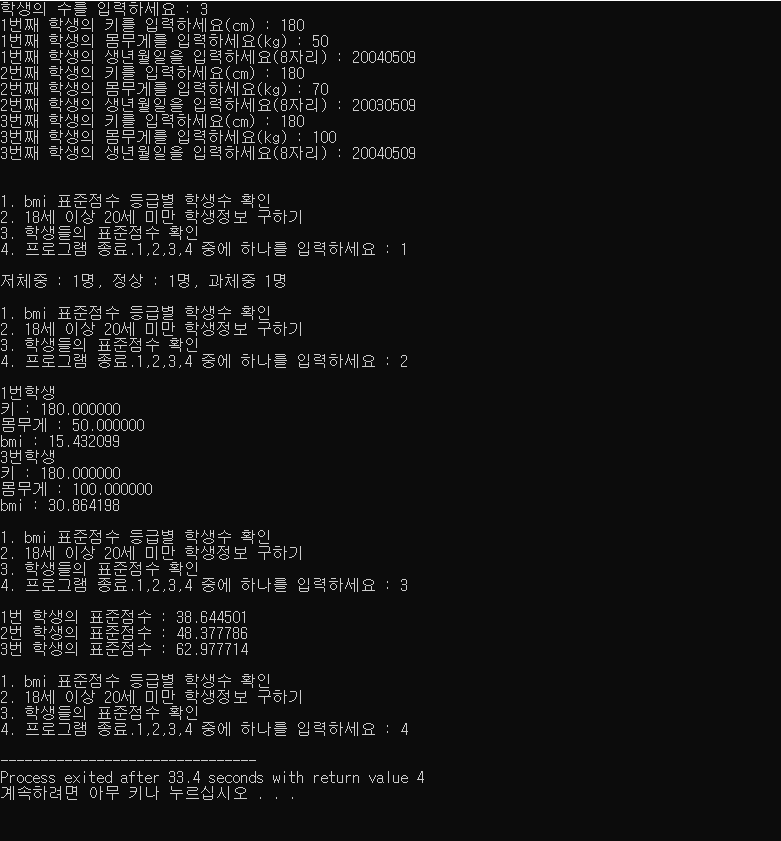 학생의 수를 입력하세요 : 3
1번째 학생의 키를 입력하세요(cm) : 180
1번째 학생의 몸무게를 입력하세요(kg) : 50
1번째 학생의 생년월일을 입력하세요(8자리) : 20040509
2번째 학생의 키를 입력하세요(cm) : 180
2번째 학생의 몸무게를 입력하세요(kg) : 70
2번째 학생의 생년월일을 입력하세요(8자리) : 20030509
3번째 학생의 키를 입력하세요(cm) : 180
3번째 학생의 몸무게를 입력하세요(kg) : 100
3번째 학생의 생년월일을 입력하세요(8자리) : 20040509
1. bmi 표준점수 등급별 학생수 확인
2. 18세 이상 20세 미만 학생정보 구하기
3. 학생들의 표준점수 확인
4. 프로그램 종료.1,2,3,4 중에 하나를 입력하세요 : 1
저체중 : 1명, 정상 : 1명, 과체중 1명
1. bmi 표준점수 등급별 학생수 확인
2. 18세 이상 20세 미만 학생정보 구하기
3. 학생들의 표준점수 확인
4. 프로그램 종료.1,2,3,4 중에 하나를 입력하세요 : 2
1번학생
키 : 180.000000
몸무게 : 50.000000
bmi : 15.432099
3번학생
키 : 180.000000
몸무게 : 100.000000
bmi : 30.864198
1. bmi 표준점수 등급별 학생수 확인
2. 18세 이상 20세 미만 학생정보 구하기
3. 학생들의 표준점수 확인
4. 프로그램 종료.1,2,3,4 중에 하나를 입력하세요 : 3
1번 학생의 표준점수 : 38.644501
2번 학생의 표준점수 : 48.377786
3번 학생의 표준점수 : 62.977714
1. bmi 표준점수 등급별 학생수 확인
2. 18세 이상 20세 미만 학생정보 구하기
3. 학생들의 표준점수 확인
4. 프로그램 종료.1,2,3,4 중에 하나를 입력하세요 : 4
--------------------------------
Process exited after 33.4 seconds with return value 4
계속하려면 아무 키나 누르십시오 . . .